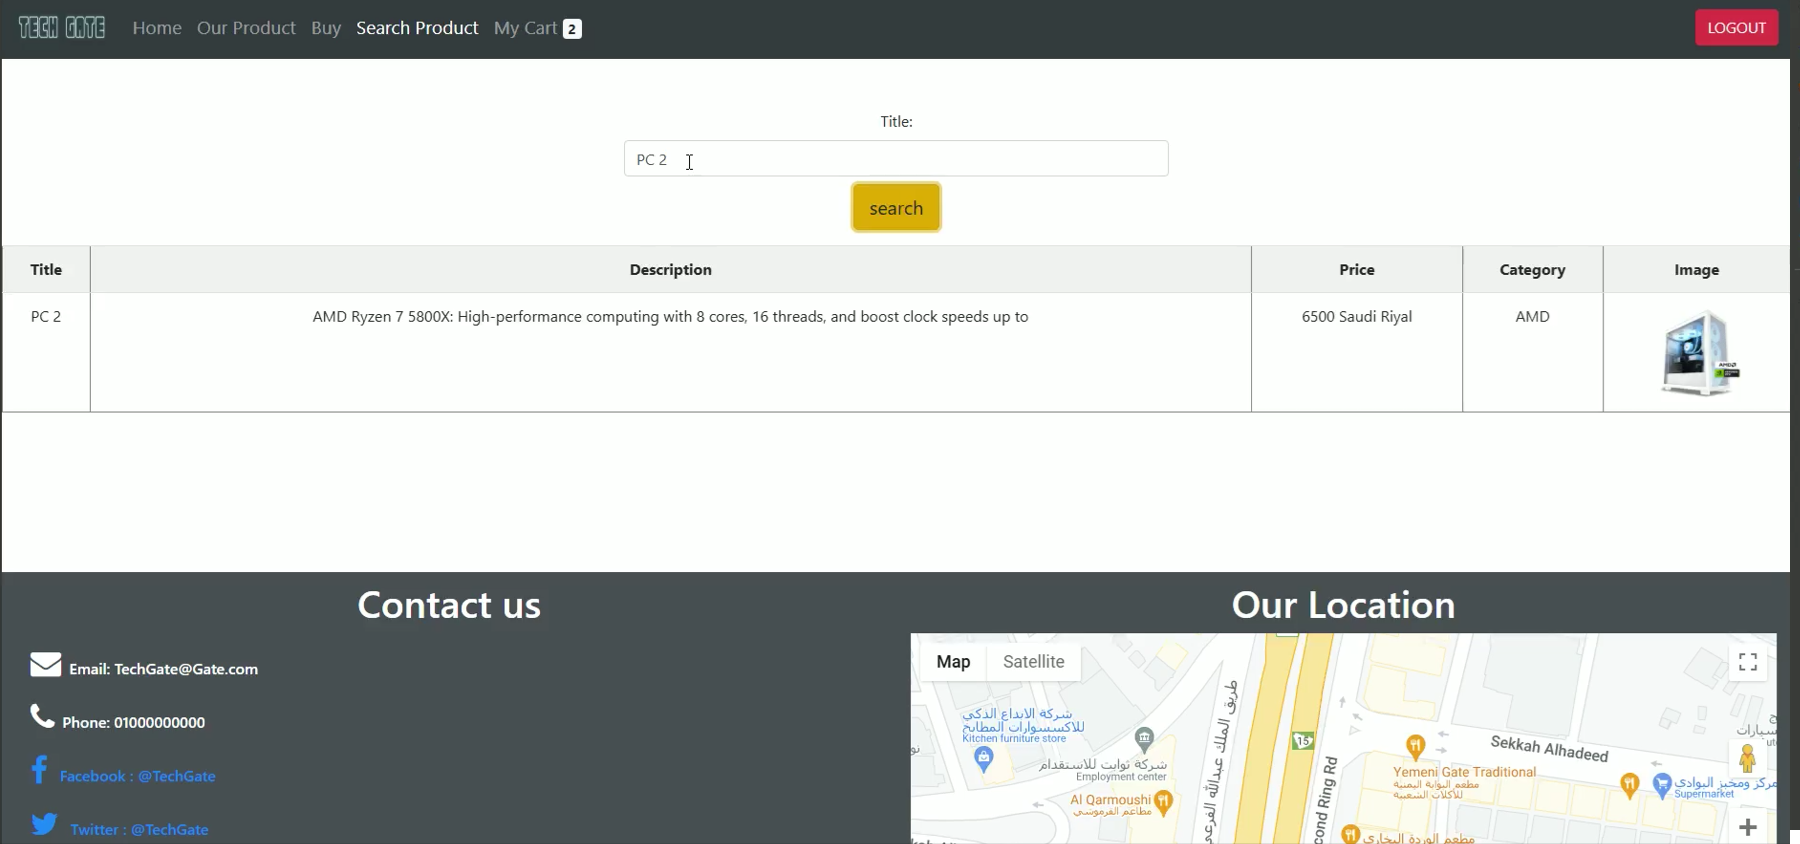 TECH GATE
Home Our Product Buy Search Product My Cart 2
LOGOUT
Title:
PC 2
search
Title Description Price Category Image
PC 2 AMD Ryzen 7 5800X: High-performance computing with 8 cores, 16 threads, and boost clock speeds up to 6500 Saudi Riyal AMD
AMD
Contact us
Email: TechGate@Gate.com
Phone: 01000000000
Facebook : @TechGate
Twitter : @TechGate
Our Location
Map Satellite
شركة الابداع الذكي
للاكسسوارات المطابخ
Kitchen furniture store
شركة ثوابت للاستقدام
Employment center
Al Qarmoushi
مطاعم القرموشي
طريق الملك عبدالله الفرعي
15
cond Ring Rd
Sekkah Alhadeed
Yemeni Gate Traditional
مطعم البوابة اليمنية
للأكلات الشعبية
مركز ومخبز البوادي
Supermarket
مطعم الوردة البخاري